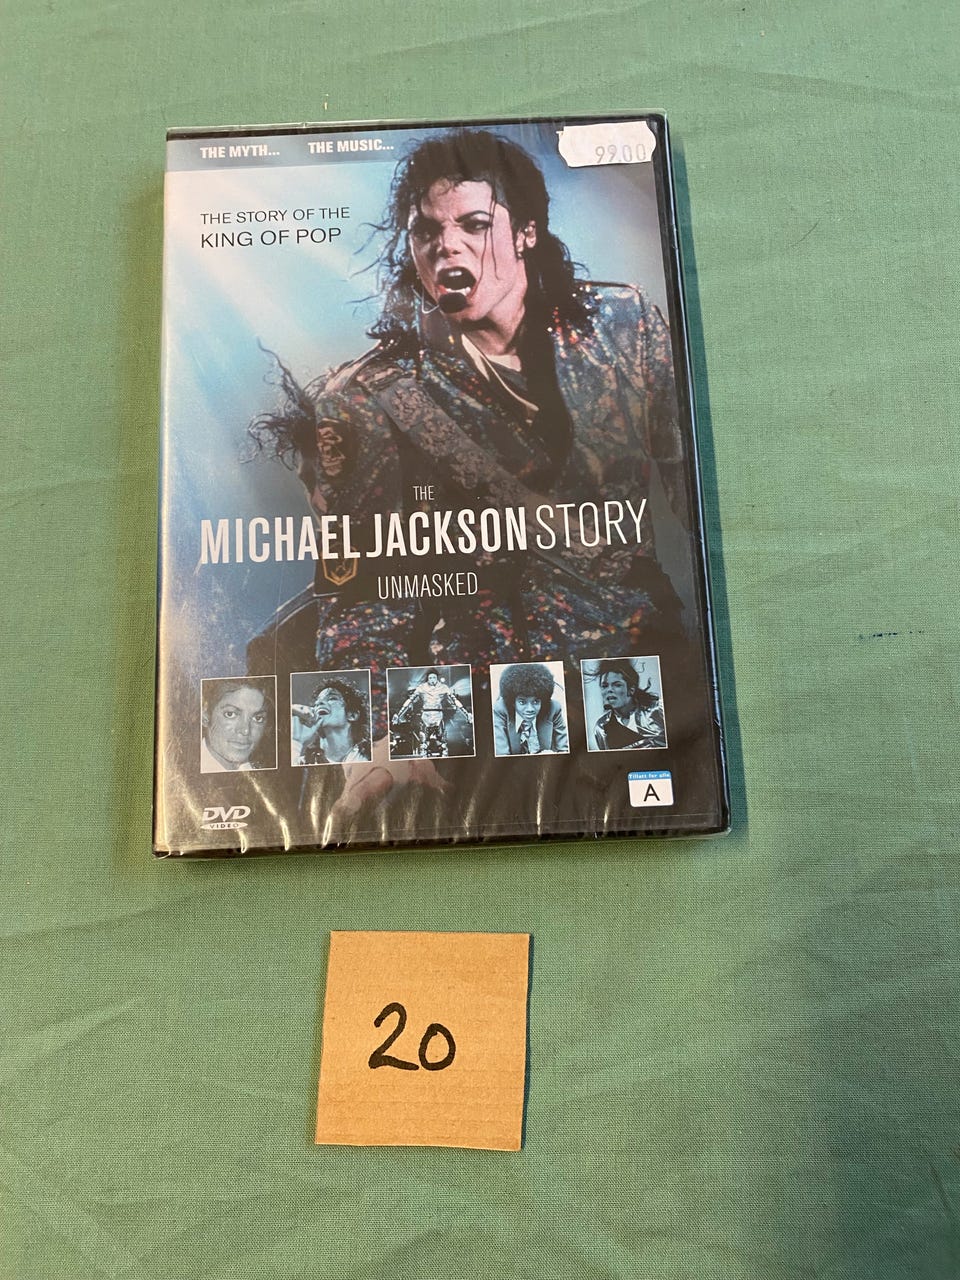 THE MYTH... THE MUSIC...
99.00
THE STORY OF THE
KING OF POP
THE
MICHAEL JACKSON STORY
UNMASKED
DVD
VIDEO
Tillatt for alle
A
20